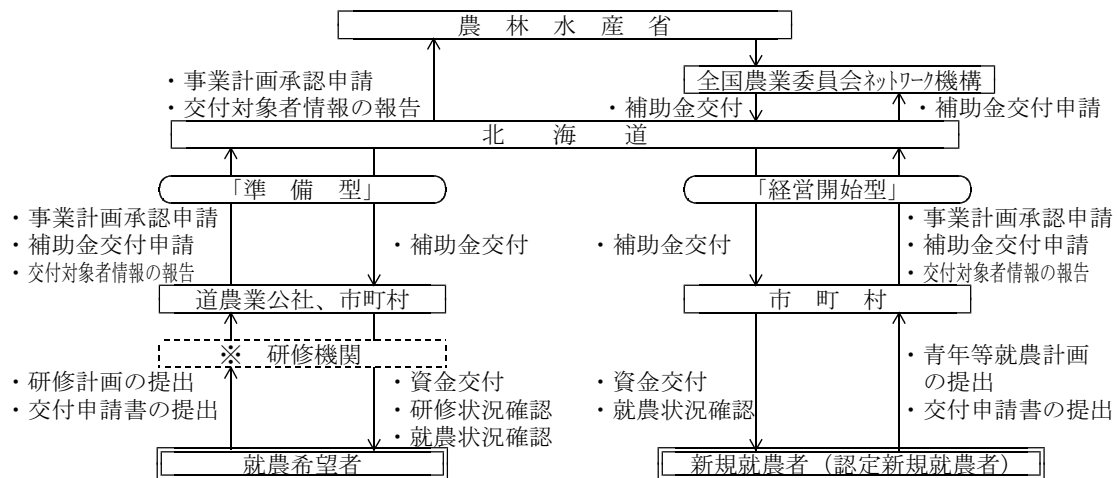 農　林　水　産　省
・事業計画承認申請
・交付対象者情報の報告
全国農業委員会ﾈｯﾄﾜｰｸ機構
・補助金交付
・補助金交付申請
北　海　道
「準　備　型」
「経営開始型」
・事業計画承認申請
・補助金交付申請
・交付対象者情報の報告
・補助金交付
・補助金交付
・事業計画承認申請
・補助金交付申請
・交付対象者情報の報告
道農業公社、市町村
市　町　村
※　研修機関
・研修計画の提出
・交付申請書の提出
・資金交付
・研修状況確認
・就農状況確認
・資金交付
・就農状況確認
・青年等就農計画
の提出
・交付申請書の提出
就農希望者
新規就農者（認定新規就農者）